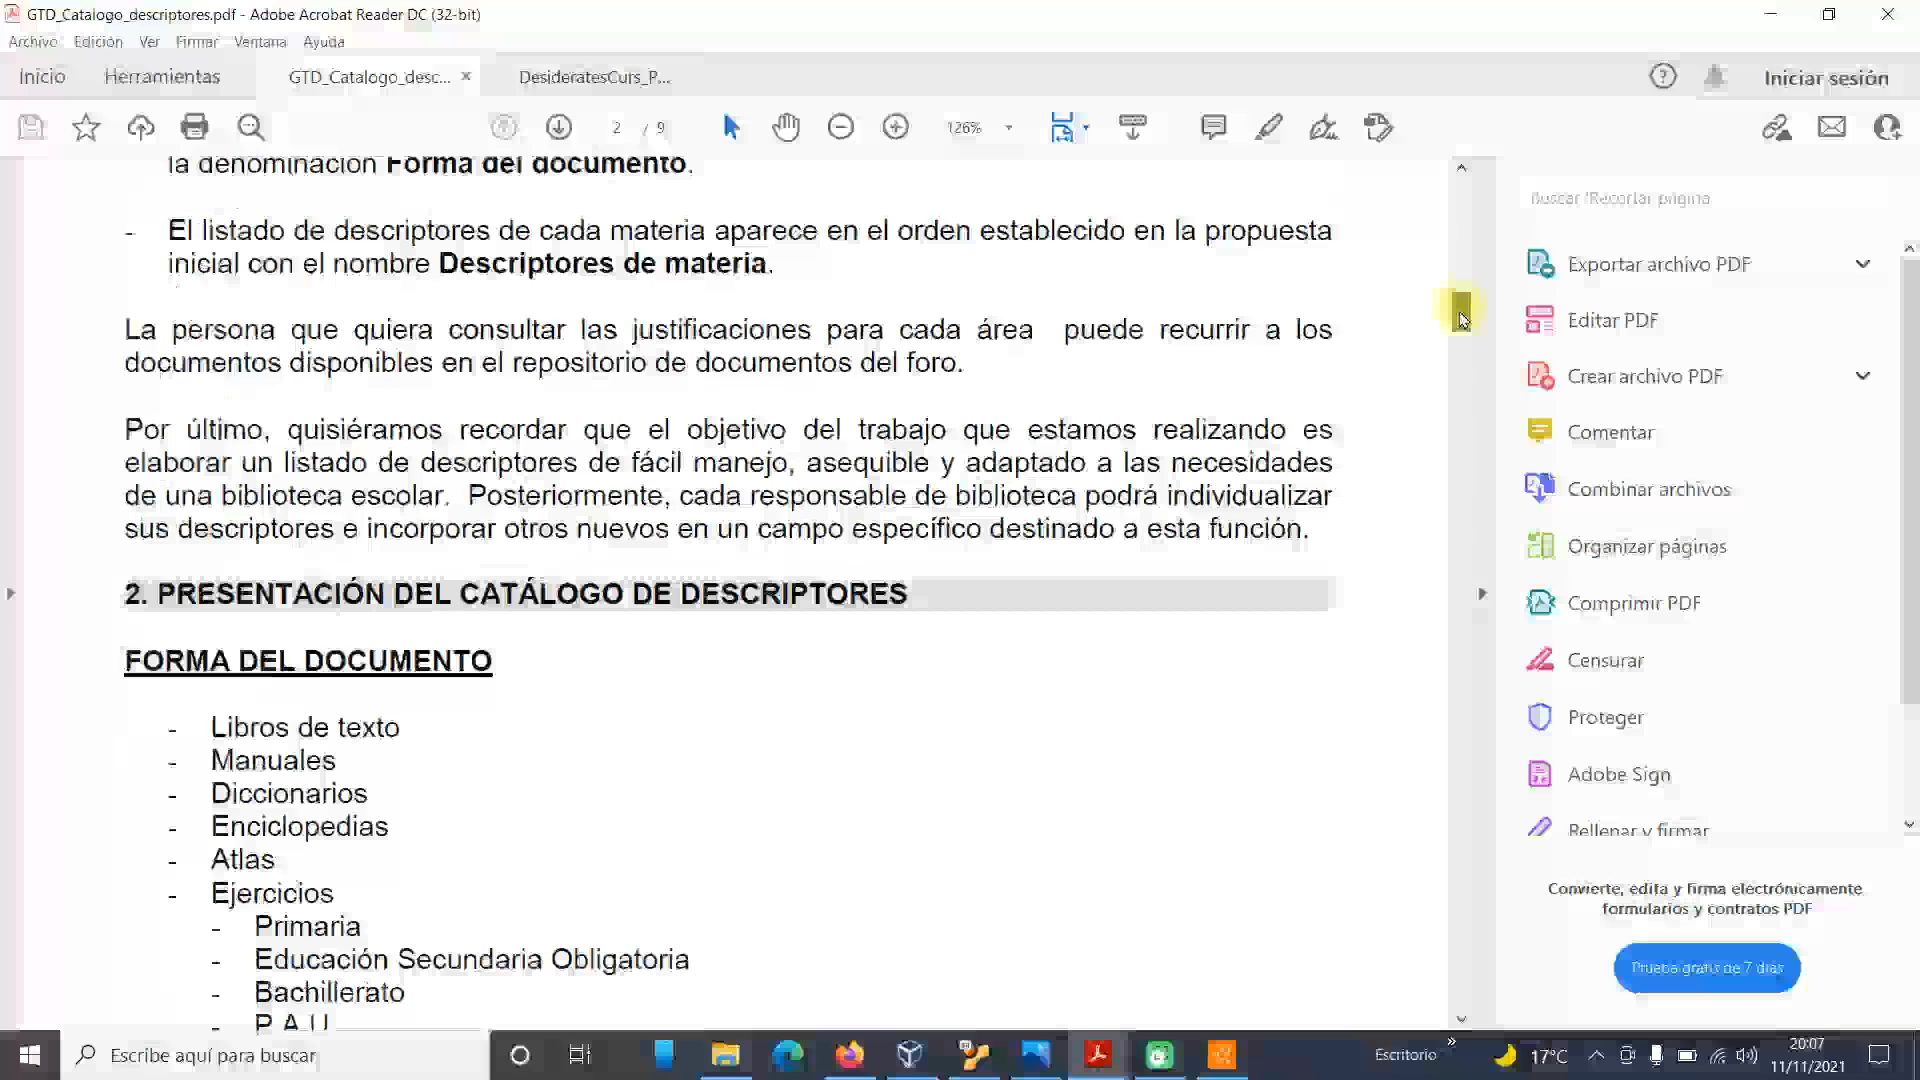 GTD_Catalogo_descriptores.pdf - Adobe Acrobat Reader DC (32-bit)
Archivo Edición Ver Firmar Ventana Ayuda
Inicio Herramientas GTD_Catalogo_desc... × DesideratesCurs_P... Iniciar sesión
2 / 9 126%
la denominación Forma del documento.
- El listado de descriptores de cada materia aparece en el orden establecido en la propuesta
inicial con el nombre Descriptores de materia.
La persona que quiera consultar las justificaciones para cada área puede recurrir a los
documentos disponibles en el repositorio de documentos del foro.
Por último, quisiéramos recordar que el objetivo del trabajo que estamos realizando es
elaborar un listado de descriptores de fácil manejo, asequible y adaptado a las necesidades
de una biblioteca escolar. Posteriormente, cada responsable de biblioteca podrá individualizar
sus descriptores e incorporar otros nuevos en un campo específico destinado a esta función.
2. PRESENTACIÓN DEL CATÁLOGO DE DESCRIPTORES
FORMA DEL DOCUMENTO
- Libros de texto
- Manuales
- Diccionarios
- Enciclopedias
- Atlas
- Ejercicios
- Primaria
- Educación Secundaria Obligatoria
- Bachillerato
- P.A.U.
Buscar 'Recortar página
Exportar archivo PDF
Editar PDF
Crear archivo PDF
Comentar
Combinar archivos
Organizar páginas
Comprimir PDF
Censurar
Proteger
Adobe Sign
Rellenar y firmar
Convierte, edita y firma electrónicamente
formularios y contratos PDF
Prueba gratis de 7 días
Escribe aquí para buscar
Escritorio
17°C
20:07
11/11/2021